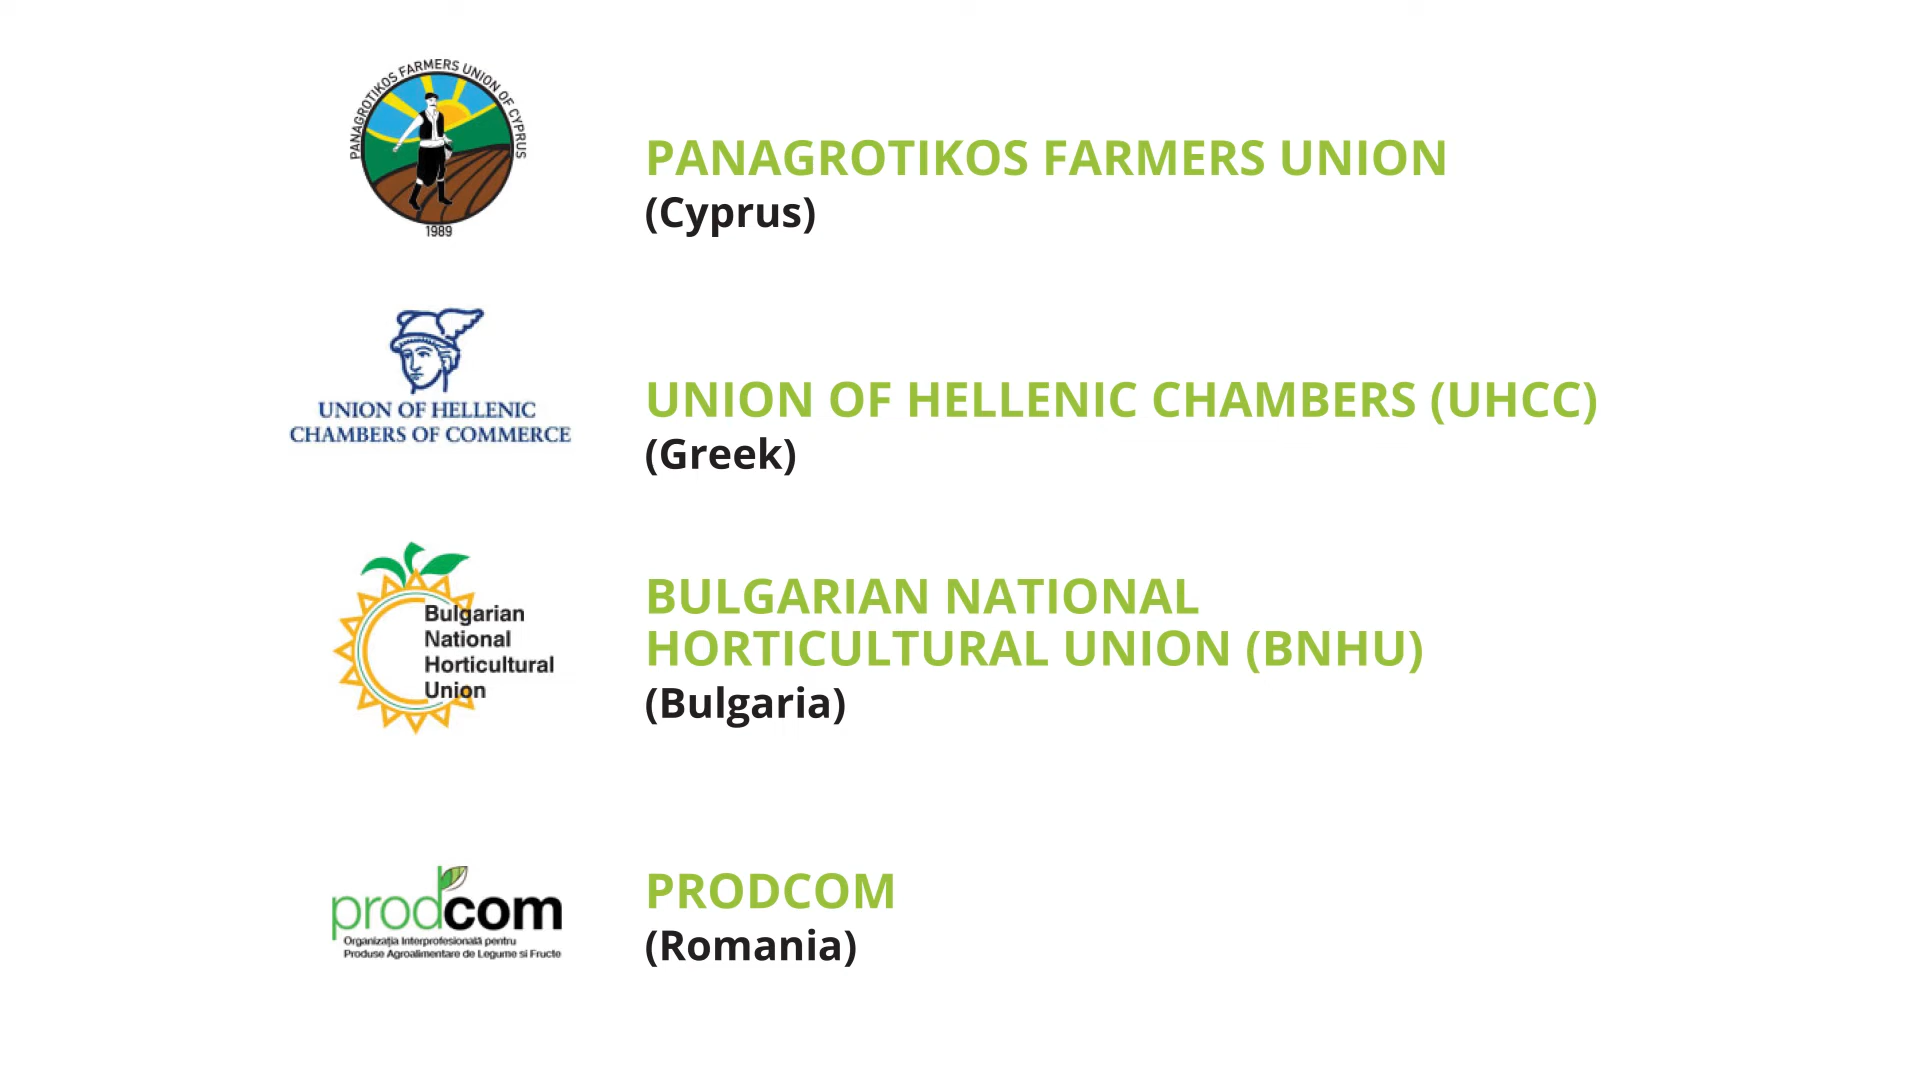 PANAGROTIKOS FARMERS UNION OF CYPRUS
1989
PANAGROTIKOS FARMERS UNION
(Cyprus)
UNION OF HELLENIC
CHAMBERS OF COMMERCE
UNION OF HELLENIC CHAMBERS (UHCC)
(Greek)
Bulgarian
National
Horticultural
Union
BULGARIAN NATIONAL
HORTICULTURAL UNION (BNHU)
(Bulgaria)
prodcom
Organizația Interprofesională pentru
Produse Agroalimentare de Legume si Fructe
PRODCOM
(Romania)